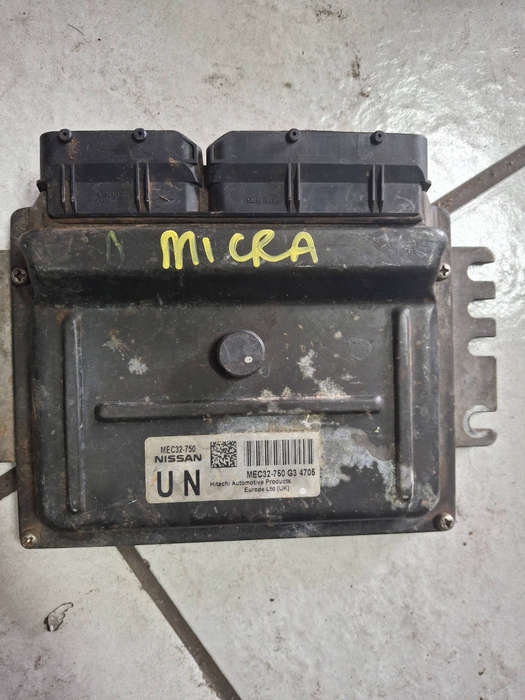 MICRA
MEC32-750
NISSAN
UN
MEC32-750 G3 4705
Hitachi Automotive Products
Europe Ltd (UK)